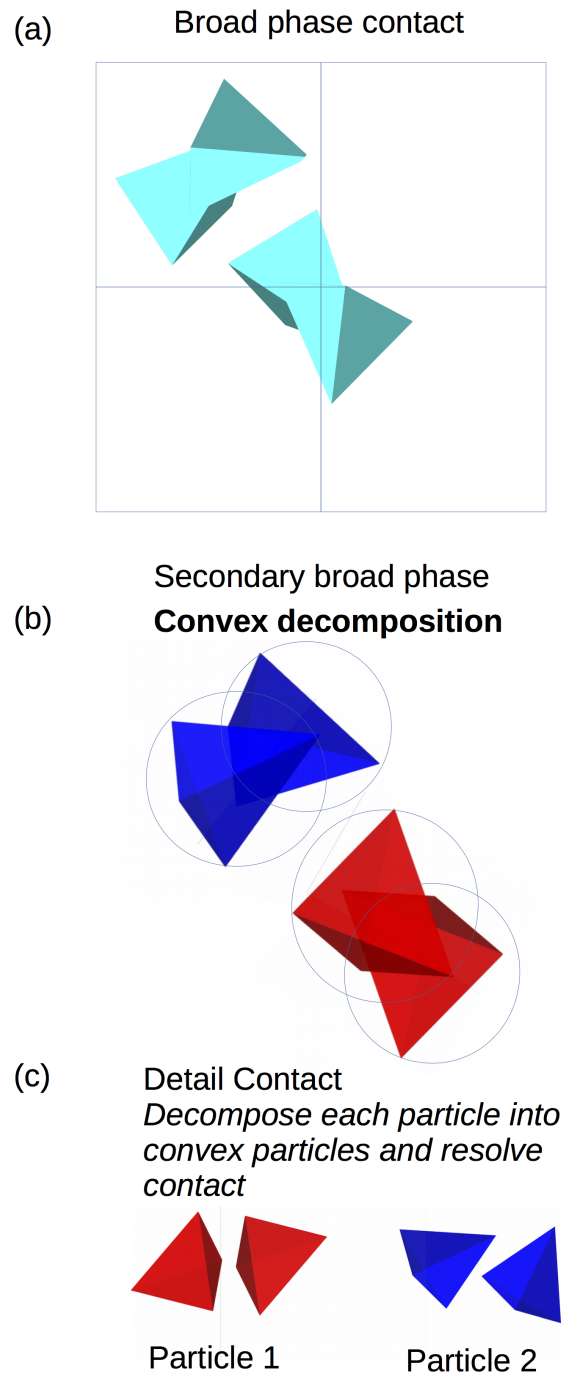 (a)
Broad phase contact
Secondary broad phase
(b)
Convex decomposition
(c)
Detail Contact
Decompose each particle into
convex particles and resolve
contact
Particle 1
Particle 2